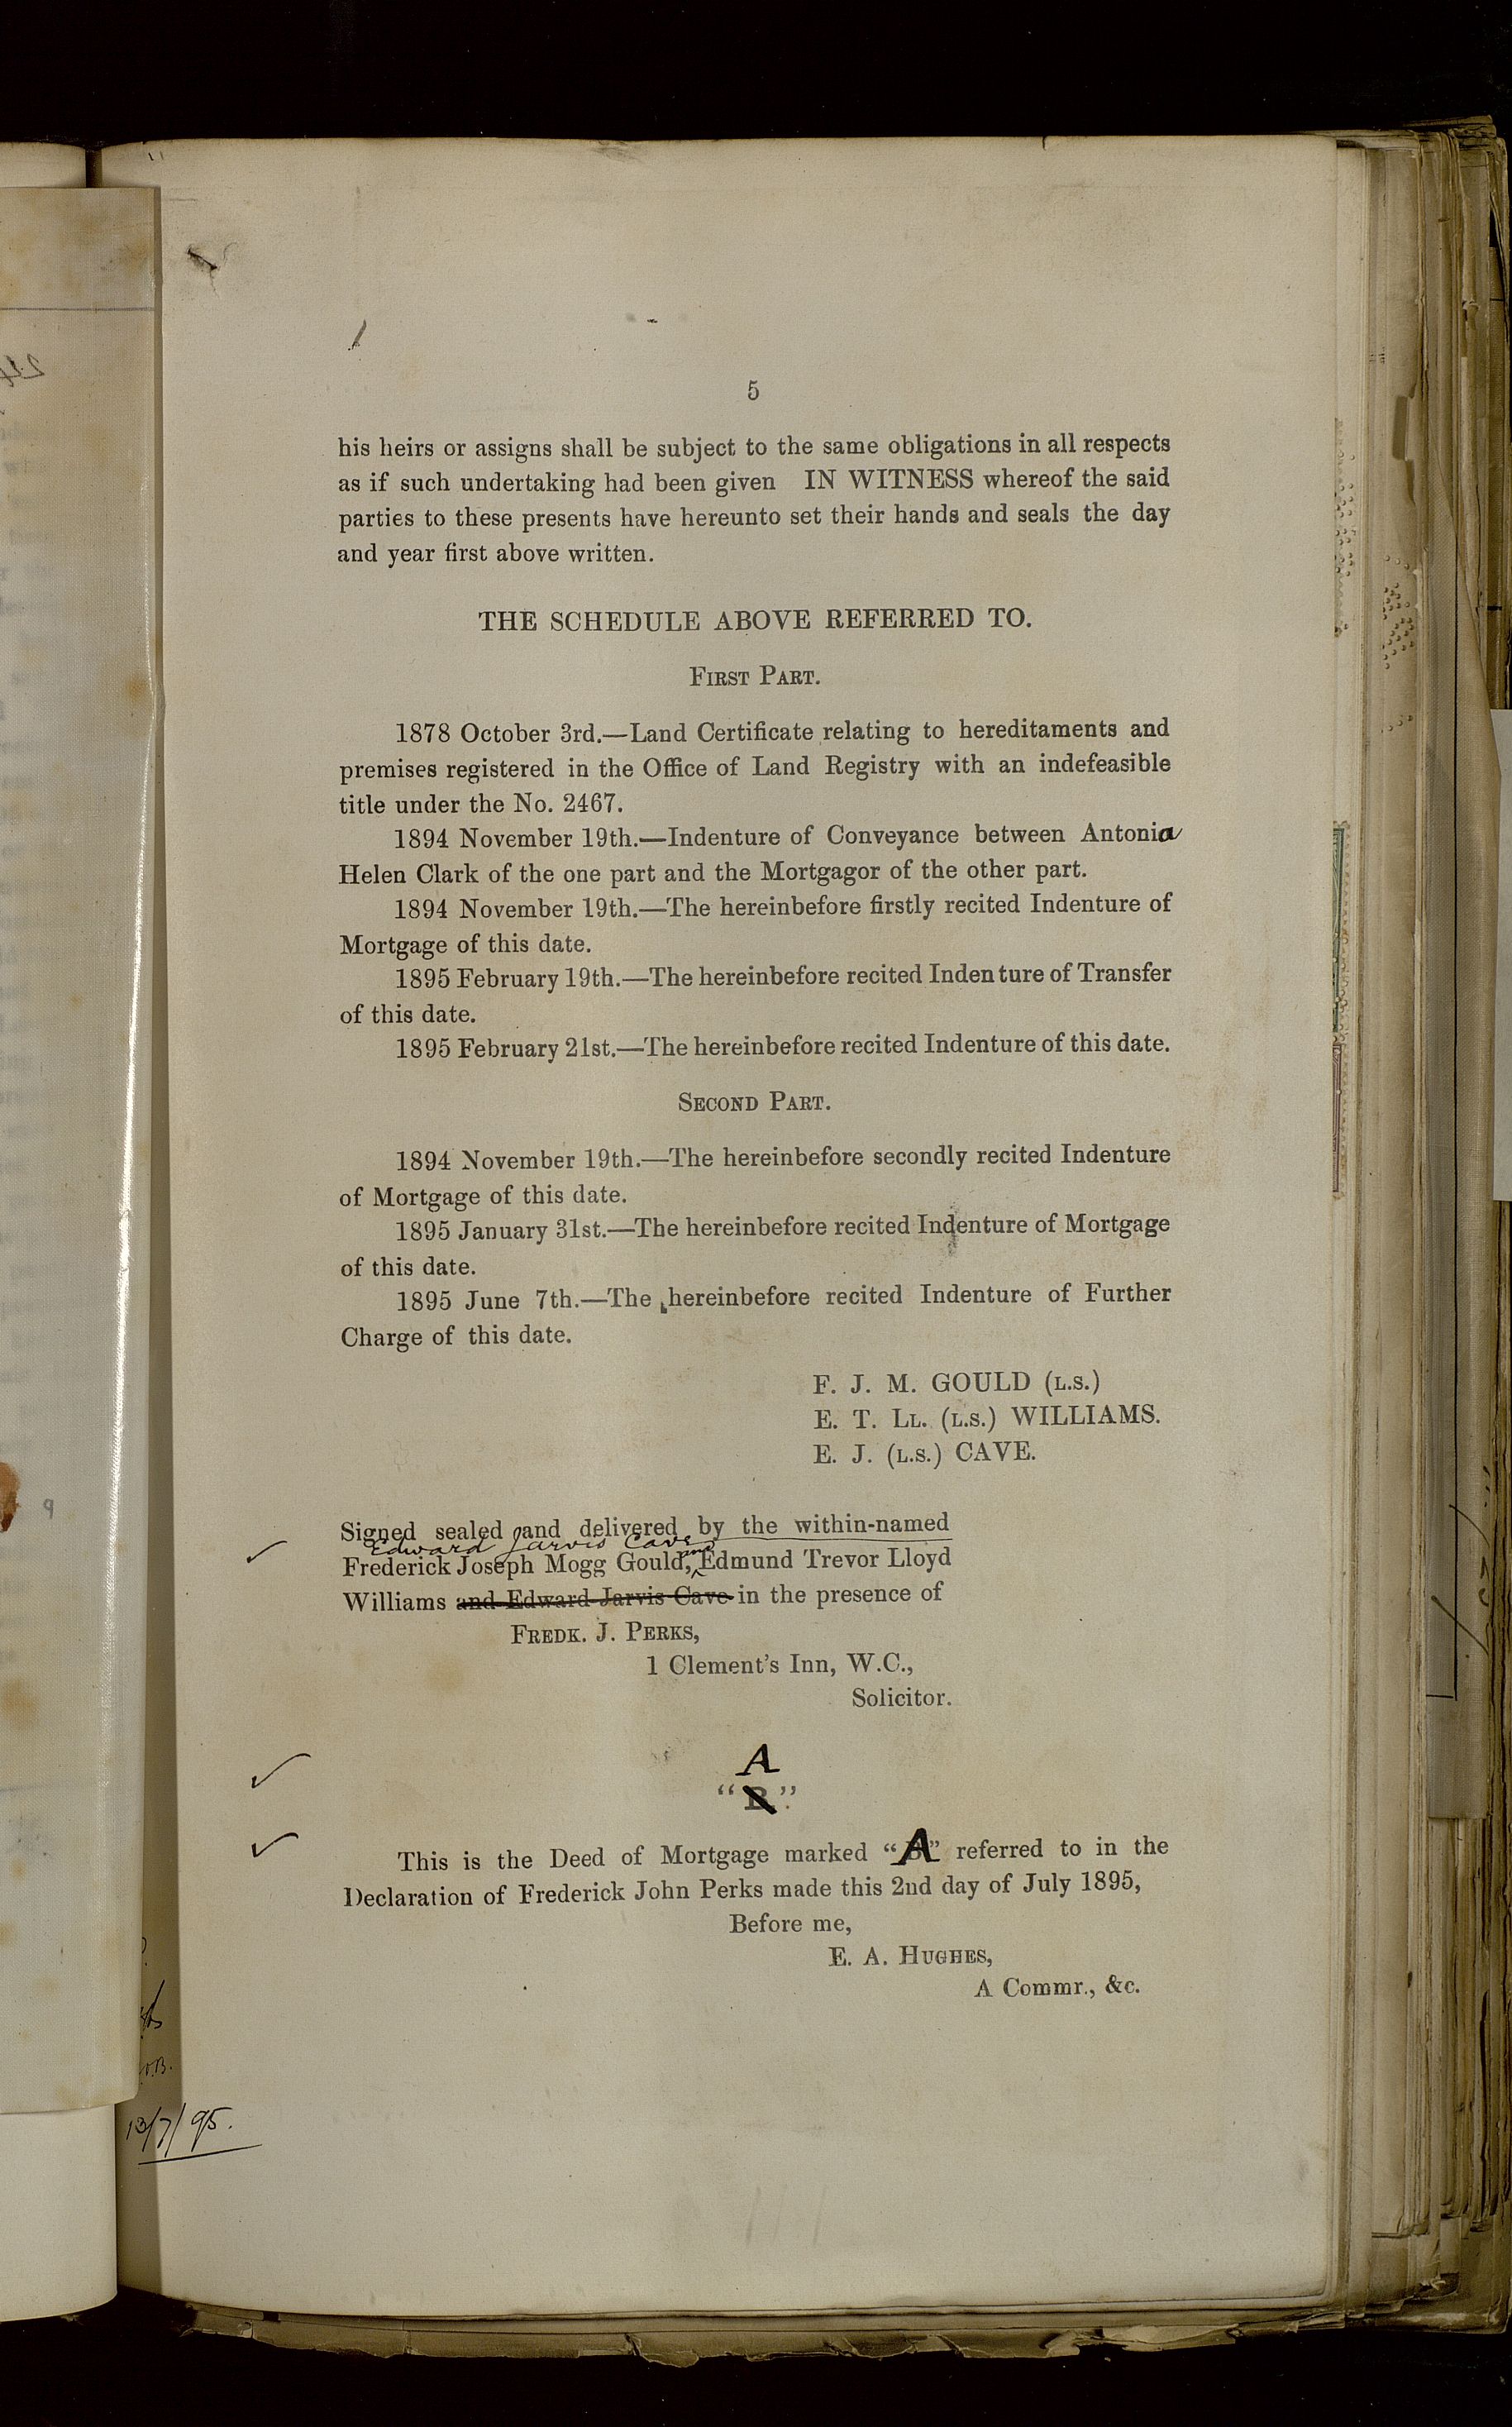 5
his heirs or assigns shall be subject to the same obligations in all respects
as if such undertaking had been given IN WITNESS whereof the said
parties to these presents have hereunto set their hands and seals the day
and year first above written.
THE SCHEDULE ABOVE REFERRED TO.
FIRST PART.
1878 October 3rd.—Land Certificate relating to hereditaments and
premises registered in the Office of Land Registry with an indefeasible
title under the No. 2467.
1894 November 19th.—Indenture of Conveyance between Antonia
Helen Clark of the one part and the Mortgagor of the other part.
1894 November 19th.—The hereinbefore firstly recited Indenture of
Mortgage of this date.
1895 February 19th.—The hereinbefore recited Indenture of Transfer
of this date.
1895 February 21st.—The hereinbefore recited Indenture of this date.
SECOND PART.
1894 November 19th.—The hereinbefore secondly recited Indenture
of Mortgage of this date.
1895 January 31st.—The hereinbefore recited Indenture of Mortgage
of this date.
1895 June 7th.—The hereinbefore recited Indenture of Further
Charge of this date.
F. J. M. GOULD (L.S.)
E. T. LL. (L.S.) WILLIAMS.
E. J. (L.S.) CAVE.
Signed sealed and delivered by the within-named
Edward Jarvis Cave and
Frederick Joseph Mogg Gould, Edmund Trevor Lloyd
Williams and Edward Jarvis Cave in the presence of
FREDK. J. PERKS,
1 Clement's Inn, W.C.,
Solicitor.
A
“B”.
This is the Deed of Mortgage marked “A” referred to in the
Declaration of Frederick John Perks made this 2nd day of July 1895,
Before me,
E. A. HUGHES,
A Commr., &c.
13/7/95.